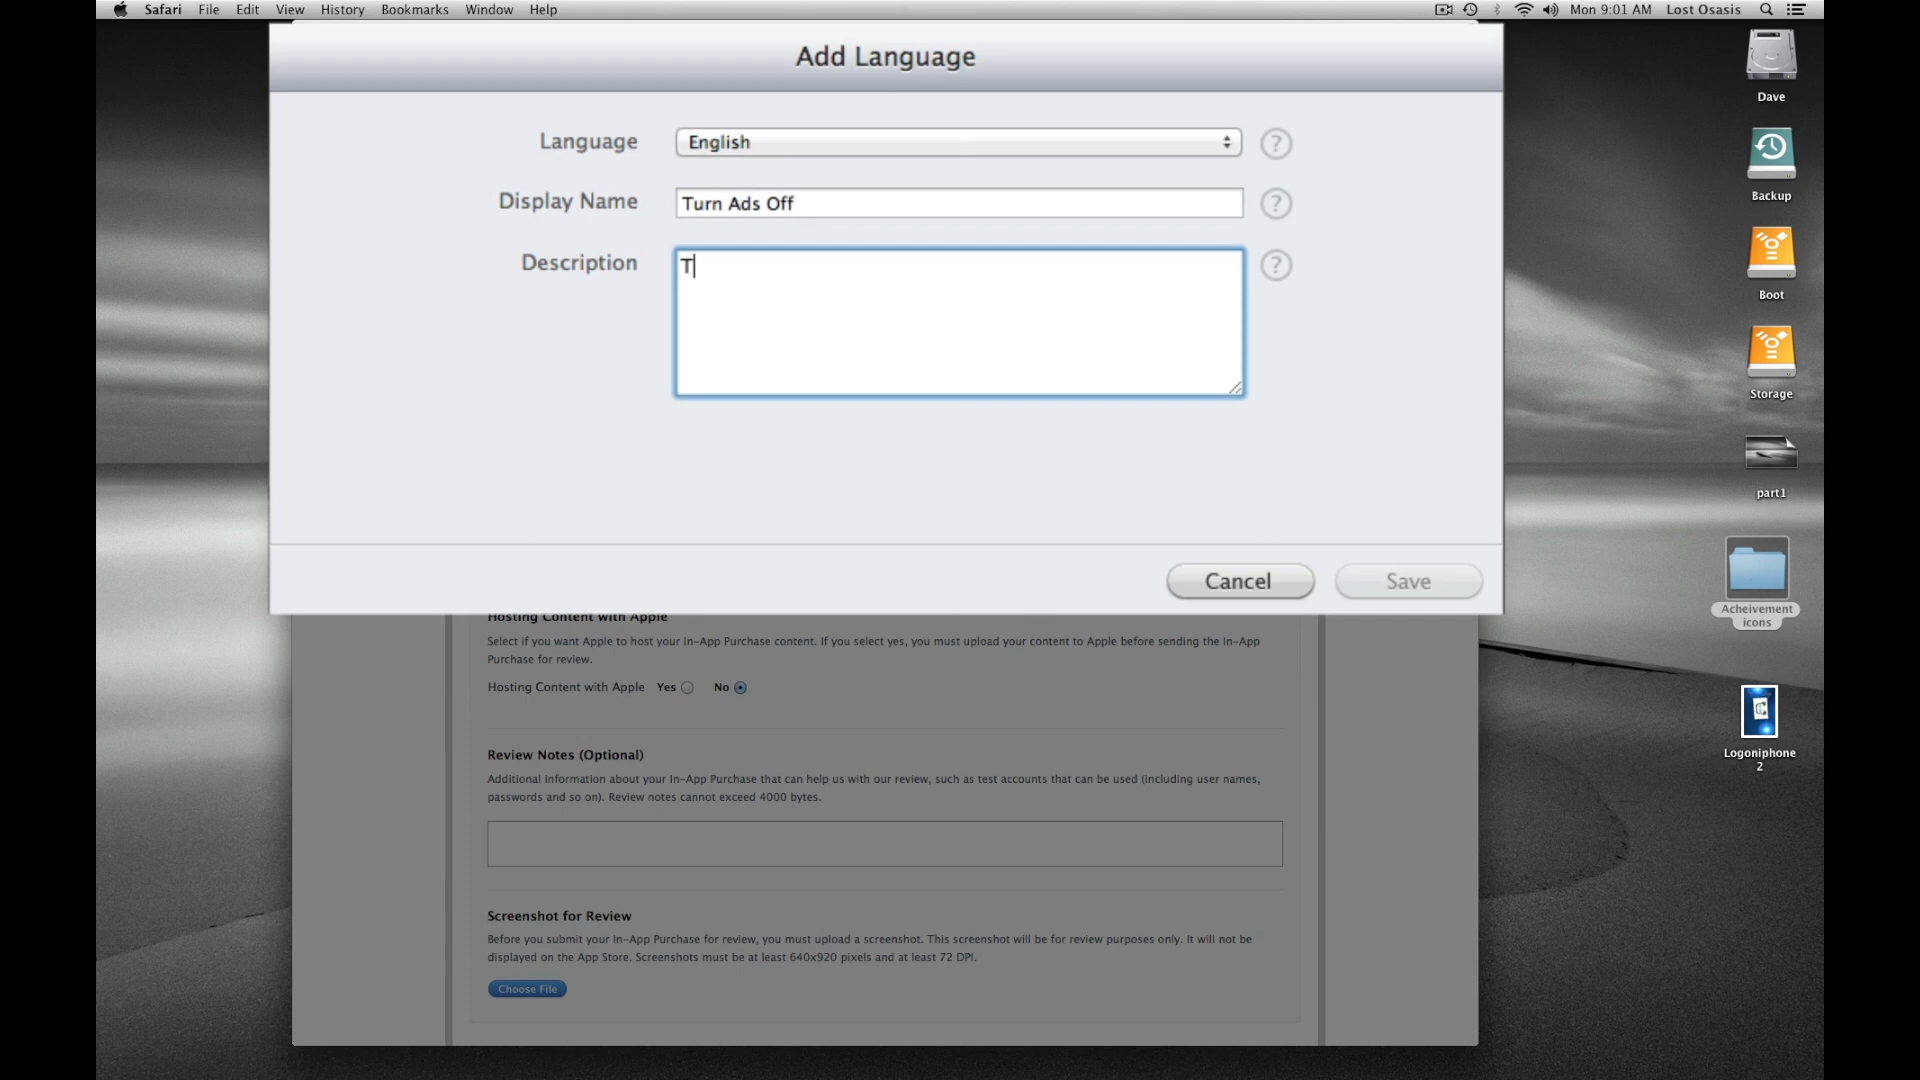 Safari File Edit View History Bookmarks Window Help Mon 9:01 AM Lost Osasis
Add Language
Language English ?
Display Name Turn Ads Off ?
Description T ?
Cancel Save
Hosting Content with Apple
Select if you want Apple to host your In-App Purchase content. If you select yes, you must upload your content to Apple before sending the In-App
Purchase for review.
Hosting Content with Apple Yes No
Review Notes (Optional)
Additional information about your In-App Purchase that can help us with our review, such as test accounts that can be used (including user names,
passwords and so on). Review notes cannot exceed 4000 bytes.
Screenshot for Review
Before you submit your In-App Purchase for review, you must upload a screenshot. This screenshot will be for review purposes only. It will not be
displayed on the App Store. Screenshots must be at least 640x920 pixels and at least 72 DPI.
Choose File
Dave
Backup
Boot
Storage
part1
Acheivement
icons
Logoniphone
2